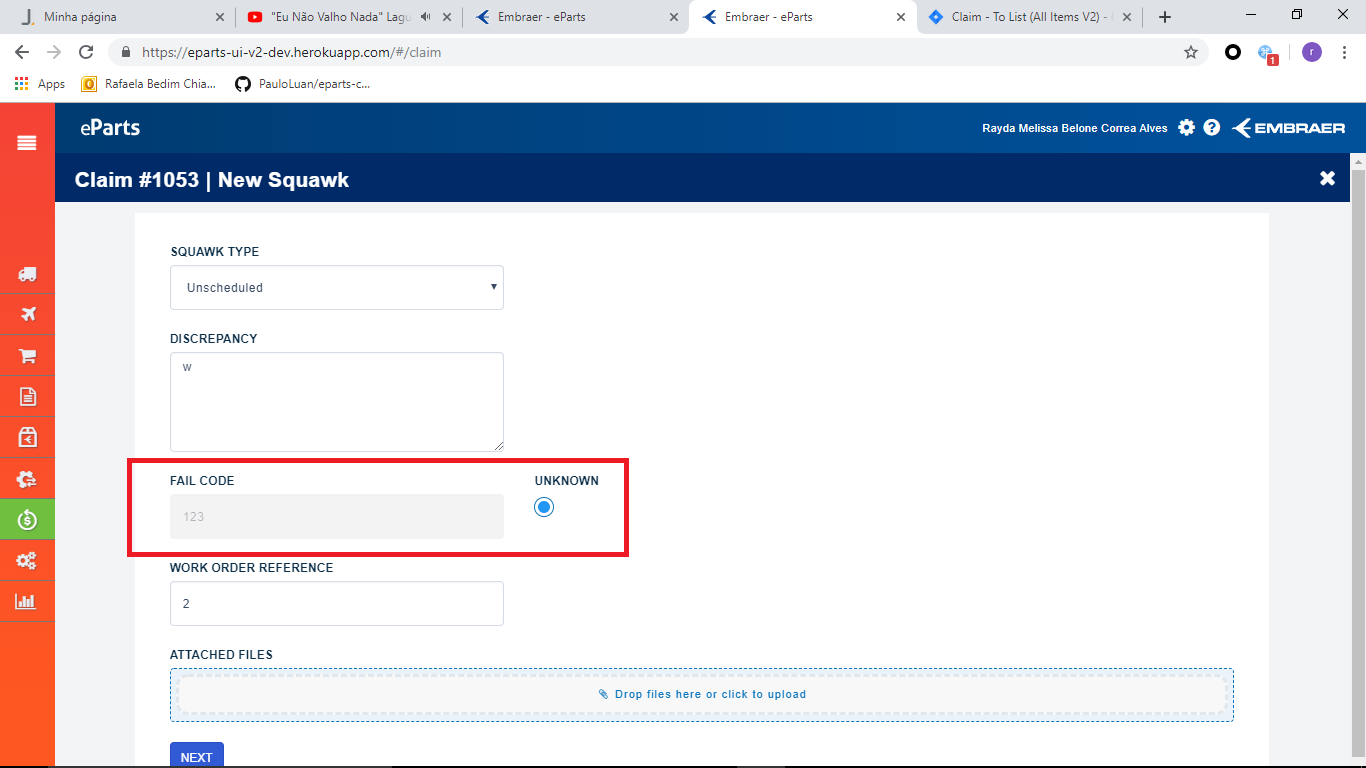 Minha página
"Eu Não Valho Nada" Lagu
Embraer - eParts
Embraer - eParts
Claim - To List (All Items V2) -
https://eparts-ui-v2-dev.herokuapp.com/#/claim
1
r
Apps
Rafaela Bedim Chia...
PauloLuan/eparts-c...
eParts
Rayda Melissa Belone Correa Alves
EMBRAER
Claim #1053 | New Squawk
SQUAWK TYPE
Unscheduled
DISCREPANCY
w
FAIL CODE
UNKNOWN
123
WORK ORDER REFERENCE
2
ATTACHED FILES
Drop files here or click to upload
NEXT